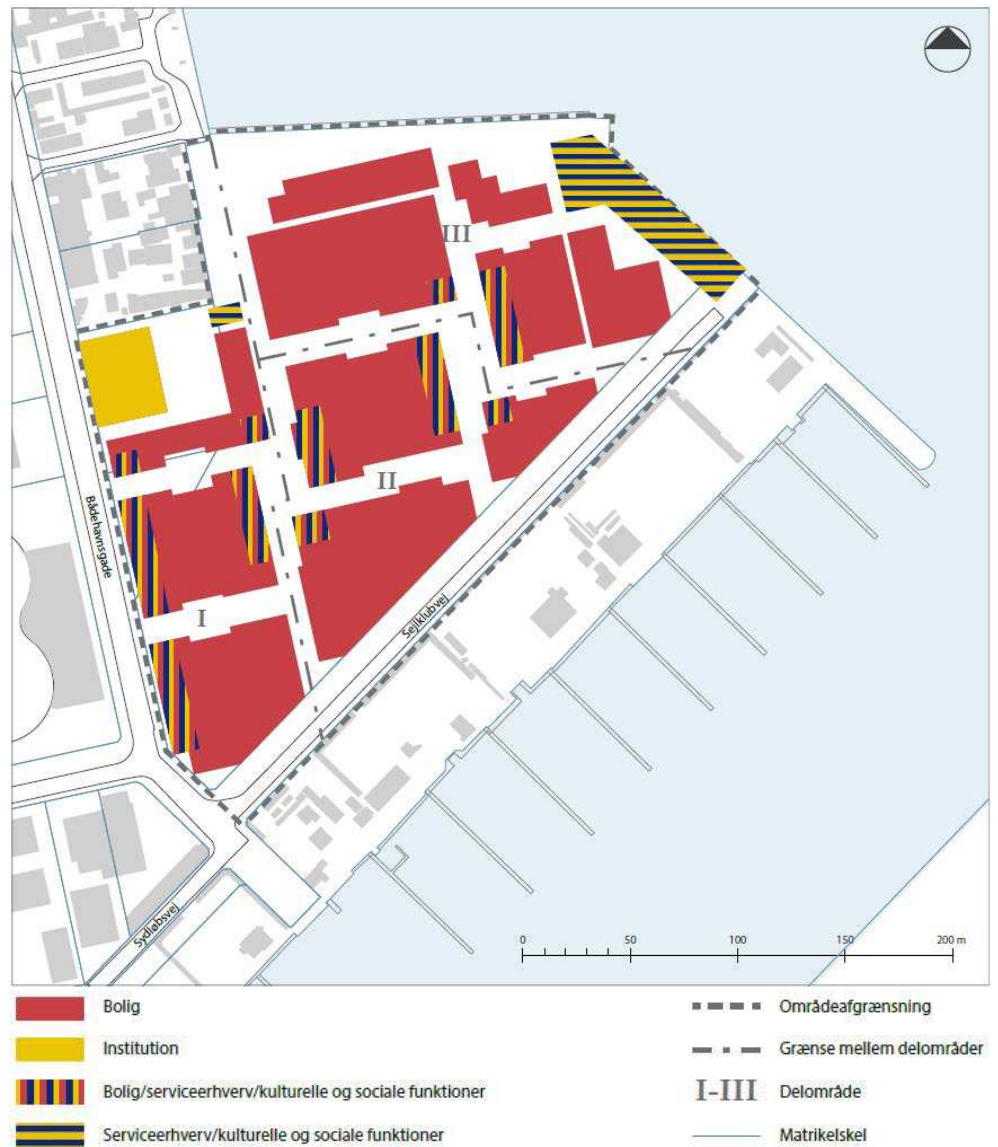 III
II
I
Bådehavnsgade
Sejlklubvej
Sydløbsvej
0 50 100 150 200 m
Bolig
Institution
Bolig/serviceerhverv/kulturelle og sociale funktioner
Serviceerhverv/kulturelle og sociale funktioner
Områdeafgrænsning
Grænse mellem delområder
I-III Delområde
Matrikelskel